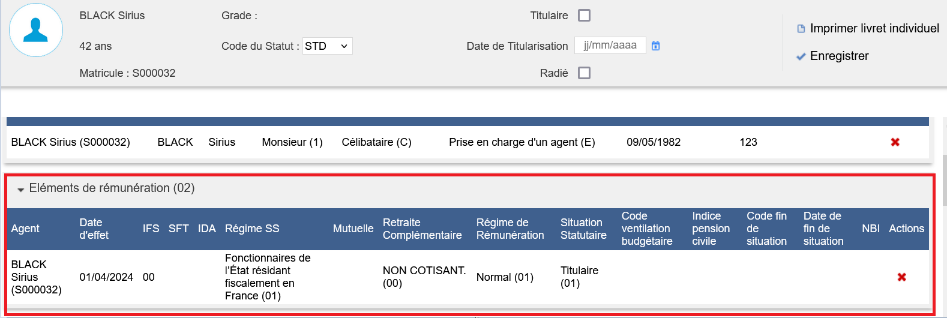 BLACK Sirius
Grade :
Titulaire
Imprimer livret individuel
42 ans
Code du Statut : STD
Date de Titularisation jj/mm/aaaa
Enregistrer
Matricule : S000032
Radié
BLACK Sirius (S000032) BLACK Sirius Monsieur (1) Célibataire (C) Prise en charge d'un agent (E) 09/05/1982 123
Eléments de rémunération (02)
Agent
Date d'effet
IFS
SFT
IDA
Régime SS
Mutuelle
Retraite Complémentaire
Régime de Rémunération
Situation Statutaire
Code ventilation budgétaire
Indice pension civile
Code fin de situation
Date de fin de situation
NBI
Actions
BLACK Sirius (S000032)
01/04/2024
00
Fonctionnaires de l'État résidant fiscalement en France (01)
NON COTISANT. (00)
Normal (01)
Titulaire (01)